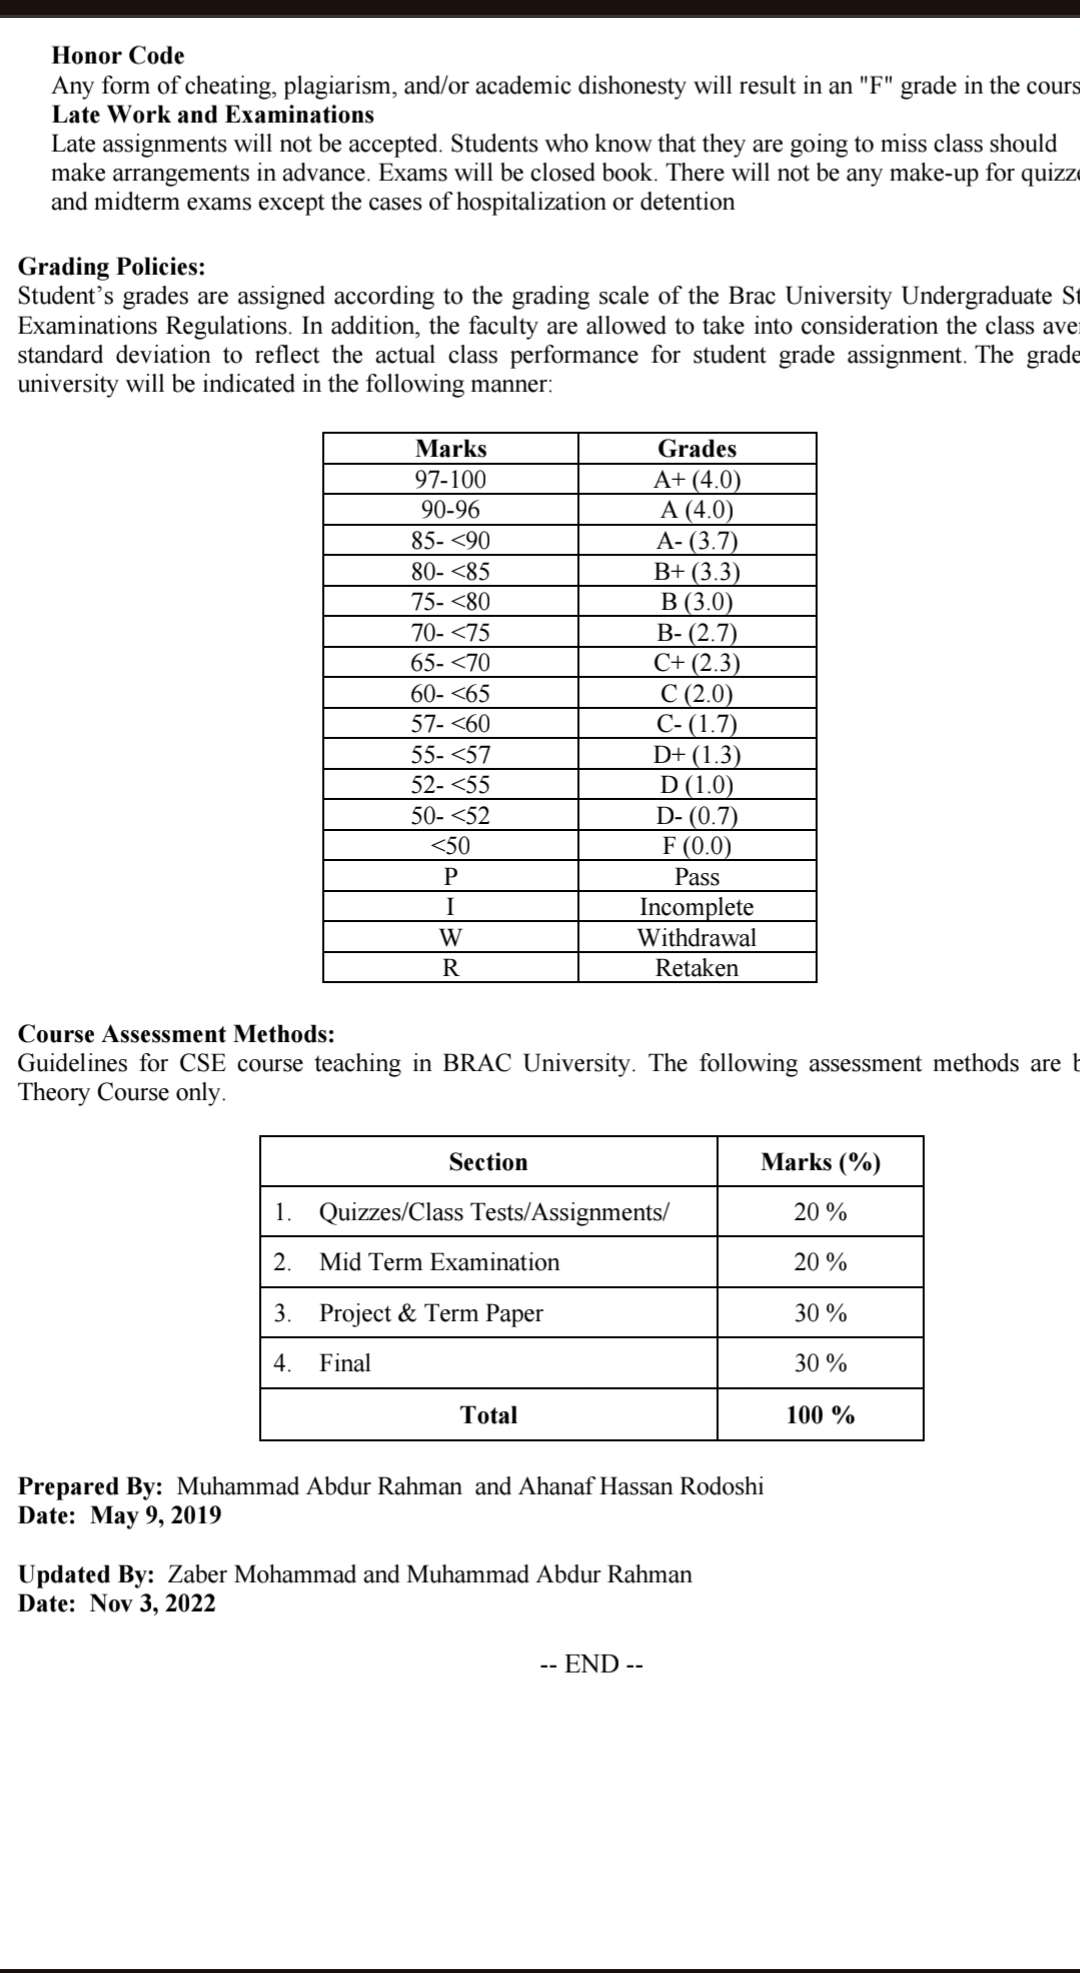 Honor Code
Any form of cheating, plagiarism, and/or academic dishonesty will result in an "F" grade in the cours
Late Work and Examinations
Late assignments will not be accepted. Students who know that they are going to miss class should
make arrangements in advance. Exams will be closed book. There will not be any make-up for quizz
and midterm exams except the cases of hospitalization or detention
Grading Policies:
Student’s grades are assigned according to the grading scale of the Brac University Undergraduate St
Examinations Regulations. In addition, the faculty are allowed to take into consideration the class ave
standard deviation to reflect the actual class performance for student grade assignment. The grade
university will be indicated in the following manner:
Marks Grades
97-100 A+ (4.0)
90-96 A (4.0)
85- <90 A- (3.7)
80- <85 B+ (3.3)
75- <80 B (3.0)
70- <75 B- (2.7)
65- <70 C+ (2.3)
60- <65 C (2.0)
57- <60 C- (1.7)
55- <57 D+ (1.3)
52- <55 D (1.0)
50- <52 D- (0.7)
<50 F (0.0)
P Pass
I Incomplete
W Withdrawal
R Retaken
Course Assessment Methods:
Guidelines for CSE course teaching in BRAC University. The following assessment methods are
Theory Course only.
Section Marks (%)
1. Quizzes/Class Tests/Assignments/ 20 %
2. Mid Term Examination 20 %
3. Project & Term Paper 30 %
4. Final 30 %
Total 100 %
Prepared By: Muhammad Abdur Rahman and Ahanaf Hassan Rodoshi
Date: May 9, 2019
Updated By: Zaber Mohammad and Muhammad Abdur Rahman
Date: Nov 3, 2022
-- END --